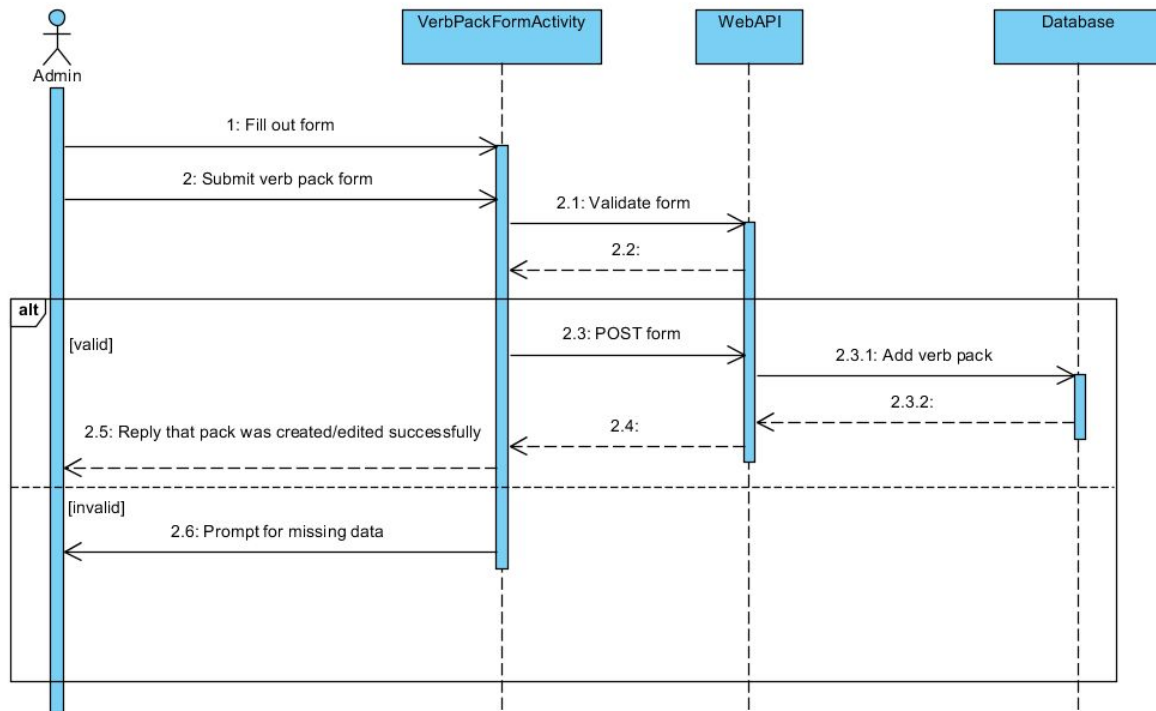 VerbPackFormActivity
WebAPI
Database
Admin
1: Fill out form
2: Submit verb pack form
2.1: Validate form
2.2:
alt
[valid]
2.3: POST form
2.3.1: Add verb pack
2.3.2:
2.4:
2.5: Reply that pack was created/edited successfully
[invalid]
2.6: Prompt for missing data